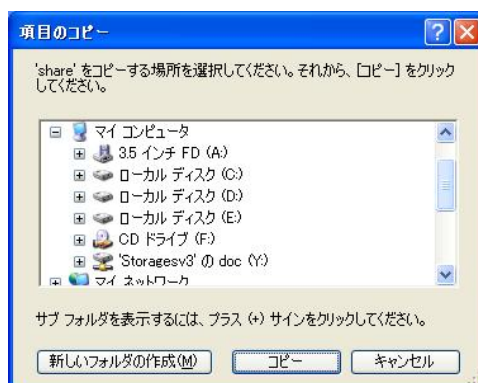 項目のコピー
'share' をコピーする場所を選択してください。それから、[コピー] をクリック
してください。
マイ コンピュータ
3.5 インチ FD (A:)
ローカル ディスク (C:)
ローカル ディスク (D:)
ローカル ディスク (E:)
CD ドライブ (F:)
'Storagesv3' の doc (Y:)
マイ ネットワーク
サブ フォルダを表示するには、プラス (+) サインをクリックしてください。
新しいフォルダの作成(M) コピー キャンセル